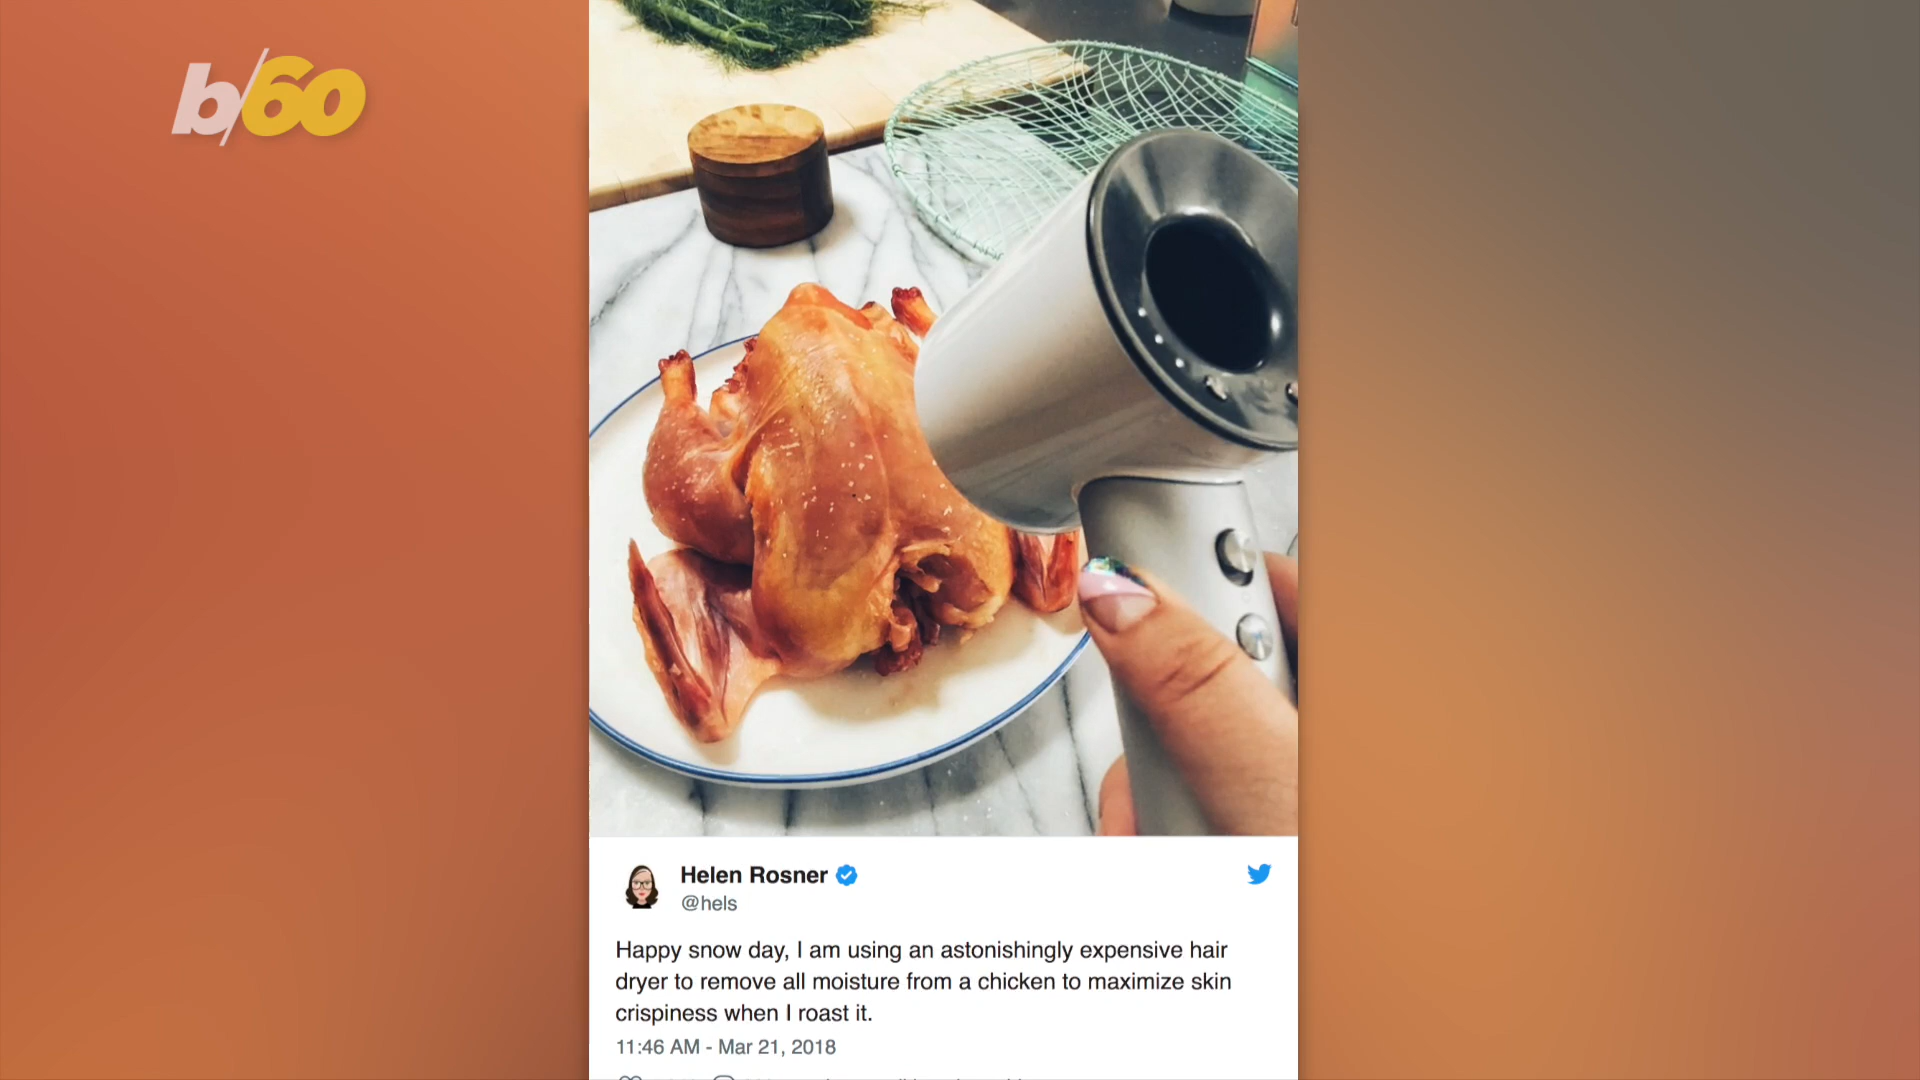 b/60
Helen Rosner
@hels
Happy snow day, I am using an astonishingly expensive hair
dryer to remove all moisture from a chicken to maximize skin
crispiness when I roast it.
11:46 AM - Mar 21, 2018